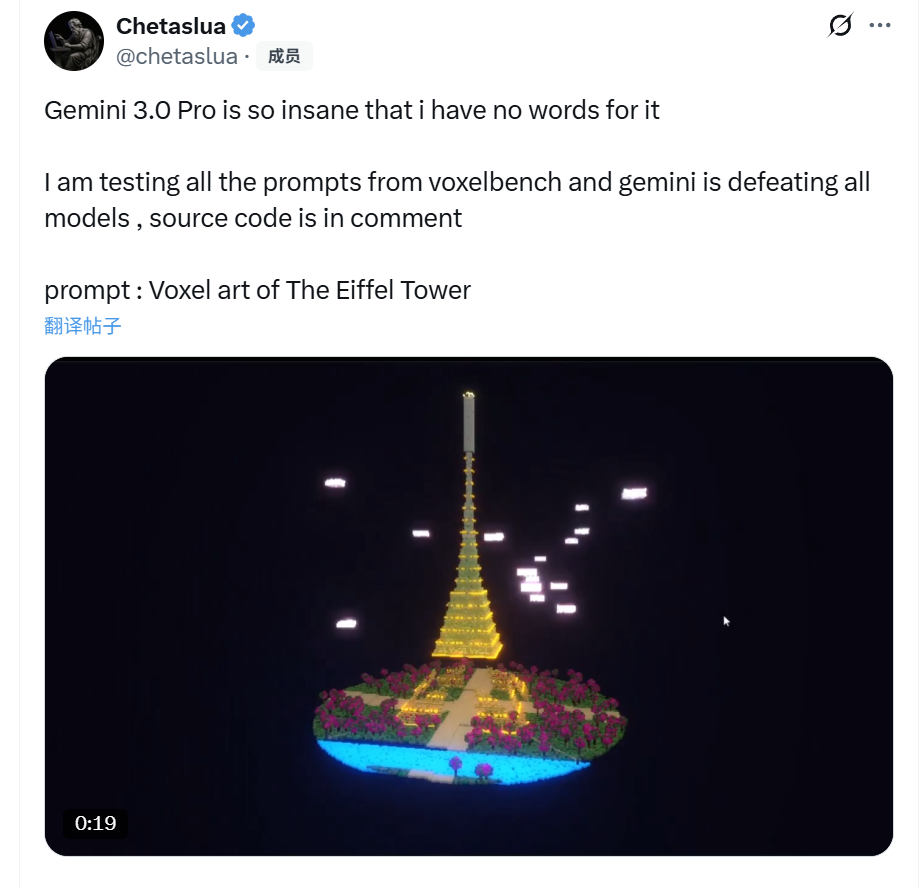 Chetaslua
@chetaslua · 成员
Gemini 3.0 Pro is so insane that i have no words for it
I am testing all the prompts from voxelbench and gemini is defeating all
models , source code is in comment
prompt : Voxel art of The Eiffel Tower
翻译帖子
0:19